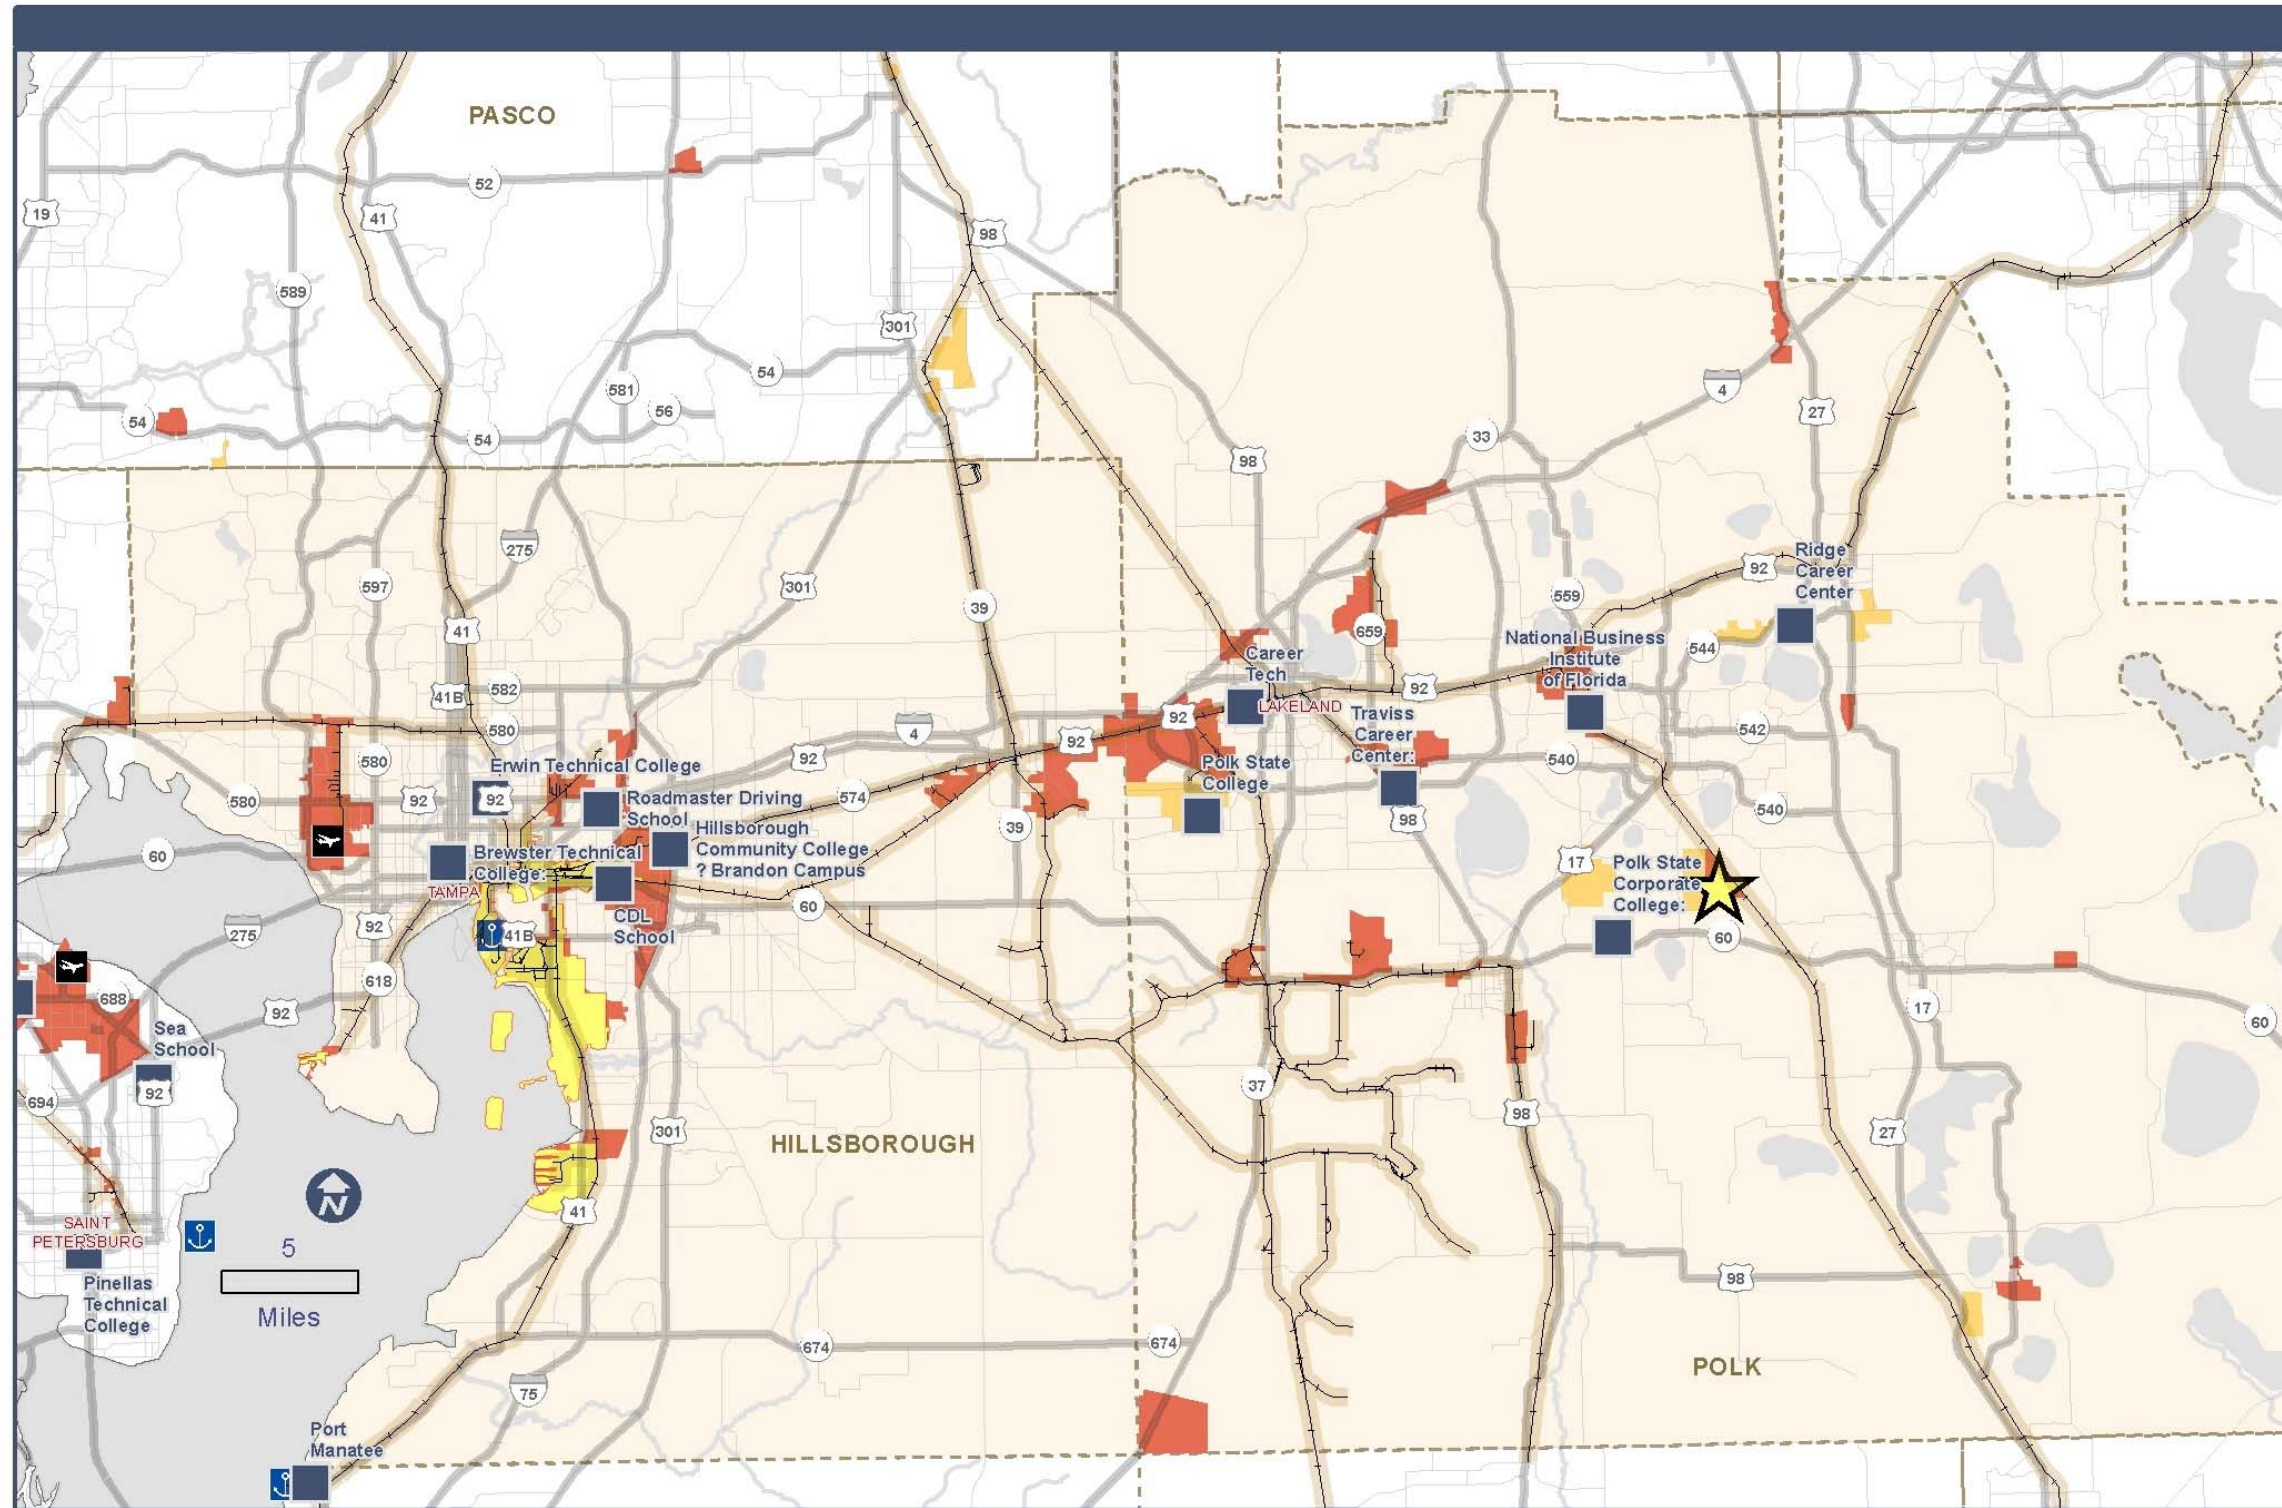 PASCO
52
19
41
98
589
301
54
581
56
54
54
4
27
33
98
275
597
301
39
41
559
92
Ridge
Career
Center
659
National Business
Institute
of Florida
544
Career
Tech
41B
582
92
LAKELAND
92
Traviss
Career
Center:
580
4
92
92
542
580
Erwin Technical College
540
Polk State
College
580
92
92
Roadmaster Driving
School
574
39
98
540
Hillsborough
Community College
? Brandon Campus
60
Brewster Technical
College:
TAMPA
17
Polk State
Corporate
College:
60
CDL
School
275
92
41B
60
618
688
92
17
60
Sea
School
92
694
37
98
301
27
HILLSBOROUGH
N
41
SAINT
PETERSBURG
5
Miles
Pinellas
Technical
College
98
674
674
POLK
75
Port
Manatee